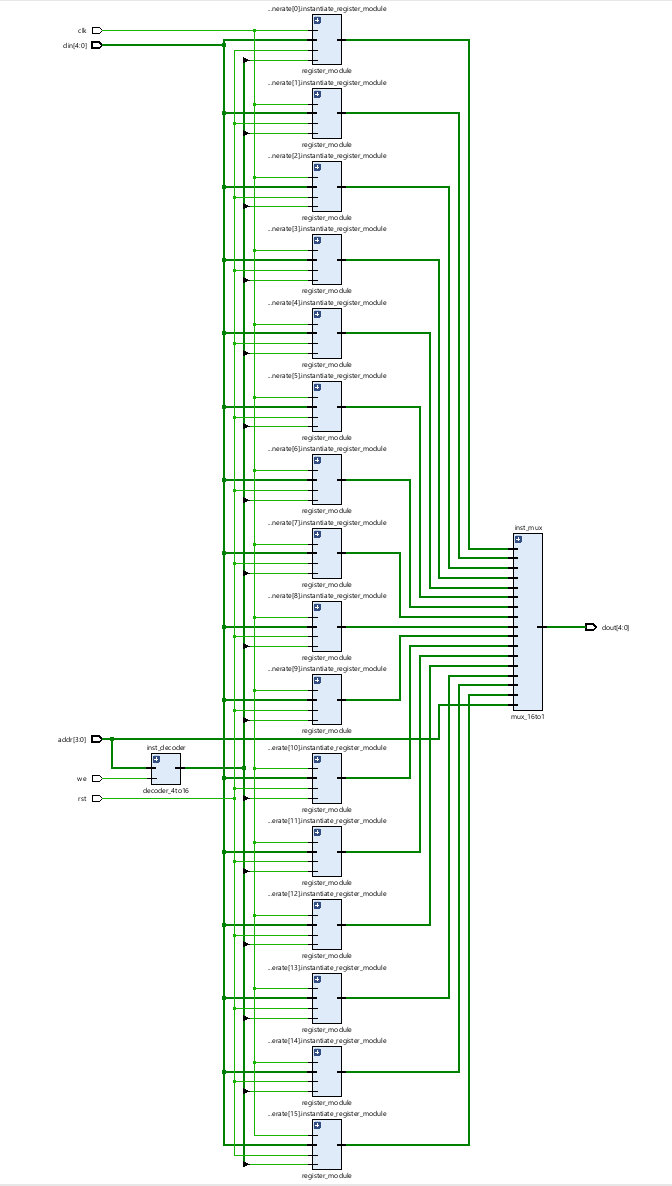 ...nerate[0].instantiate_register_module
clk
din[4:0]
register_module
...nerate[1].instantiate_register_module
register_module
...nerate[2].instantiate_register_module
register_module
...nerate[3].instantiate_register_module
register_module
...nerate[4].instantiate_register_module
register_module
...nerate[5].instantiate_register_module
register_module
...nerate[6].instantiate_register_module
register_module
...nerate[7].instantiate_register_module
inst_mux
register_module
...nerate[8].instantiate_register_module
dout[4:0]
register_module
...nerate[9].instantiate_register_module
mux_16to1
register_module
addr[3:0]
inst_decoder
...erate[10].instantiate_register_module
we
decoder_4to16
rst
register_module
...erate[11].instantiate_register_module
register_module
...erate[12].instantiate_register_module
register_module
...erate[13].instantiate_register_module
register_module
...erate[14].instantiate_register_module
register_module
...erate[15].instantiate_register_module
register_module